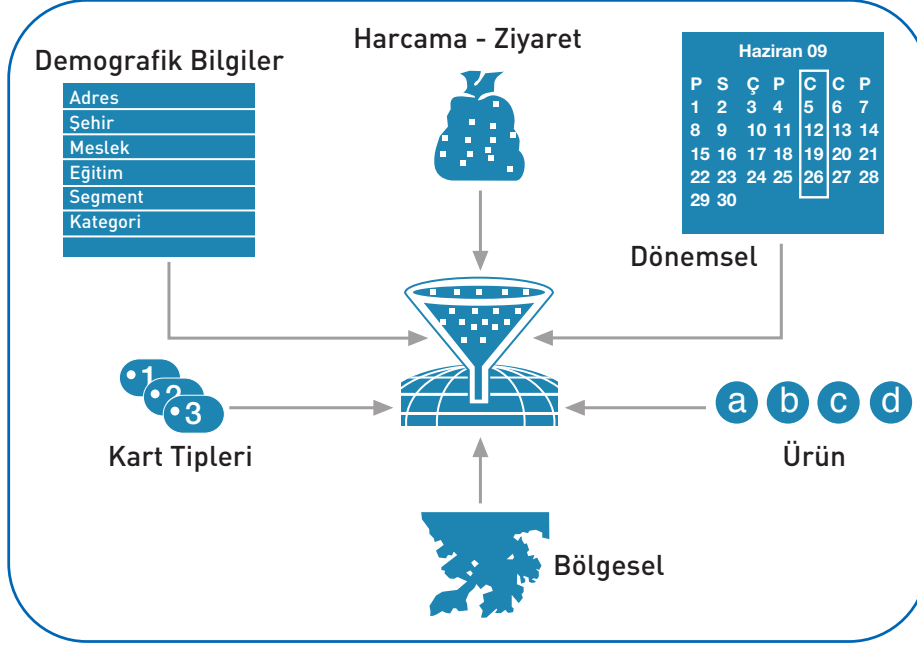 Demografik Bilgiler
Adres
Şehir
Meslek
Eğitim
Segment
Kategori
Harcama - Ziyaret
Haziran 09
P S Ç P C C P
1 2 3 4 5 6 7
8 9 10 11 12 13 14
15 16 17 18 19 20 21
22 23 24 25 26 27 28
29 30
Dönemsel
1
2
3
Kart Tipleri
a b c d
Ürün
Bölgesel